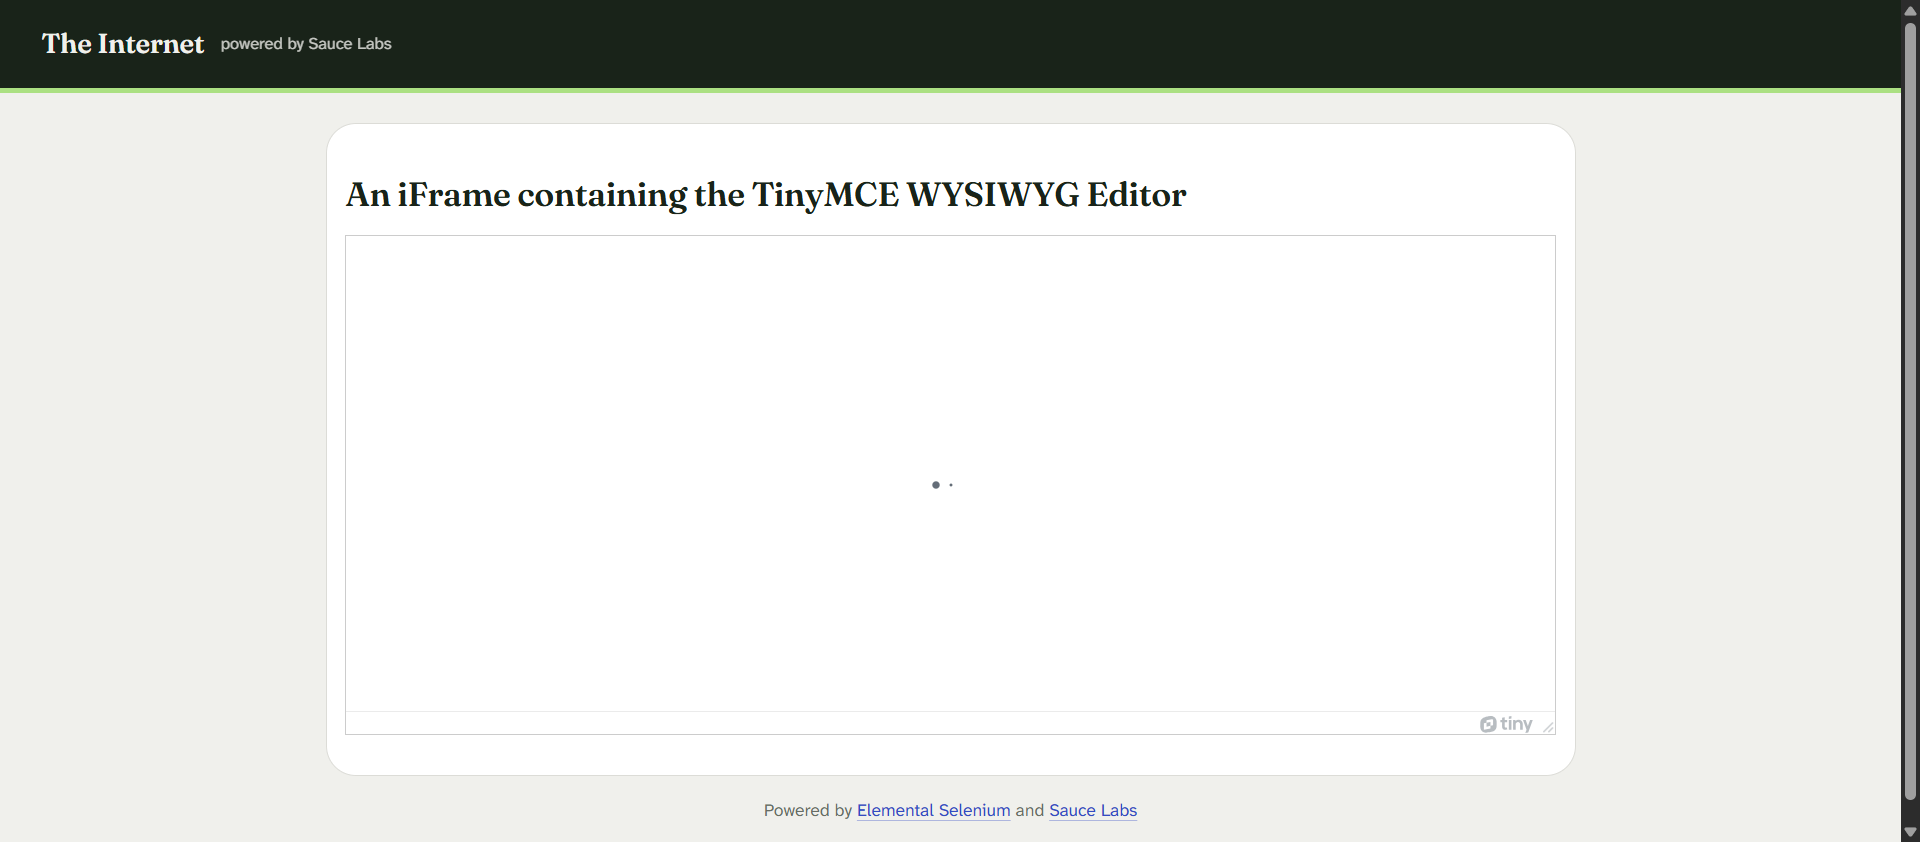 The Internet powered by Sauce Labs
An iFrame containing the TinyMCE WYSIWYG Editor
tiny
Powered by Elemental Selenium and Sauce Labs